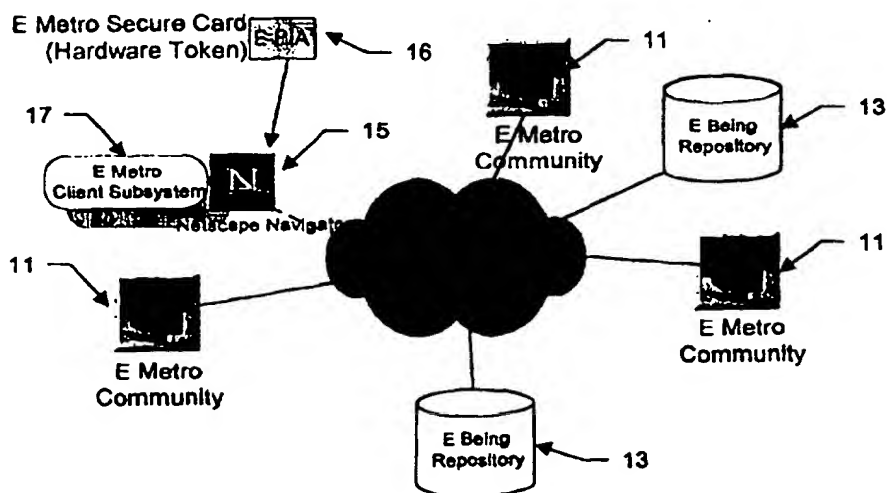 E Metro Secure Card
(Hardware Token)
16
11
13
E Being
Repository
E Metro
Community
17
15
E Metro
Client Subsystem
N
Netscape Navigato
11
11
E Metro
Community
E Metro
Community
E Being
Repository
13